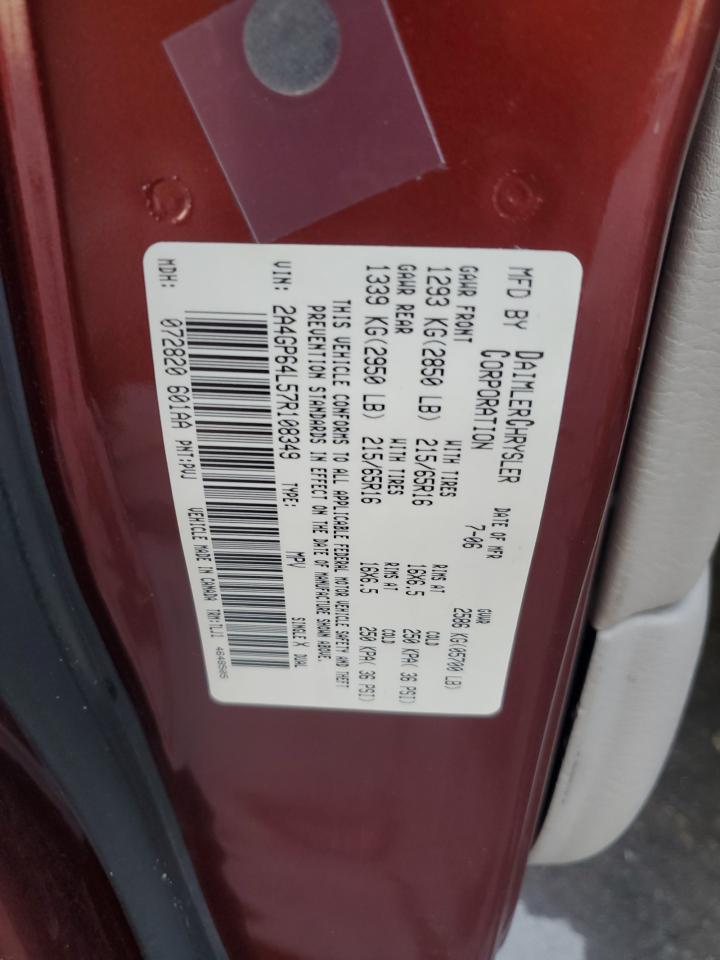 MFD BY DAIMLERCHRYSLER CORPORATION
DATE OF MFR 7-06
GVWR 2586 KG(05700 LB)
GAWR FRONT 1293 KG(2850 LB)
WITH TIRES 215/65R16
RIMS AT 16X6.5
COLD 250 KPA( 36 PSI)
GAWR REAR 1339 KG(2950 LB)
WITH TIRES 215/65R16
RIMS AT 16X6.5
COLD 250 KPA( 36 PSI)
THIS VEHICLE CONFORMS TO ALL APPLICABLE FEDERAL MOTOR VEHICLE SAFETY AND THEFT
PREVENTION STANDARDS IN EFFECT ON THE DATE OF MANUFACTURE SHOWN ABOVE.
VIN: 2A4GP64L57R108349 TYPE: MPV SINGLE X DUAL
MDH: 072820 601AA PNT:PVJ VEHICLE MADE IN CANADA TRM:TLJ1